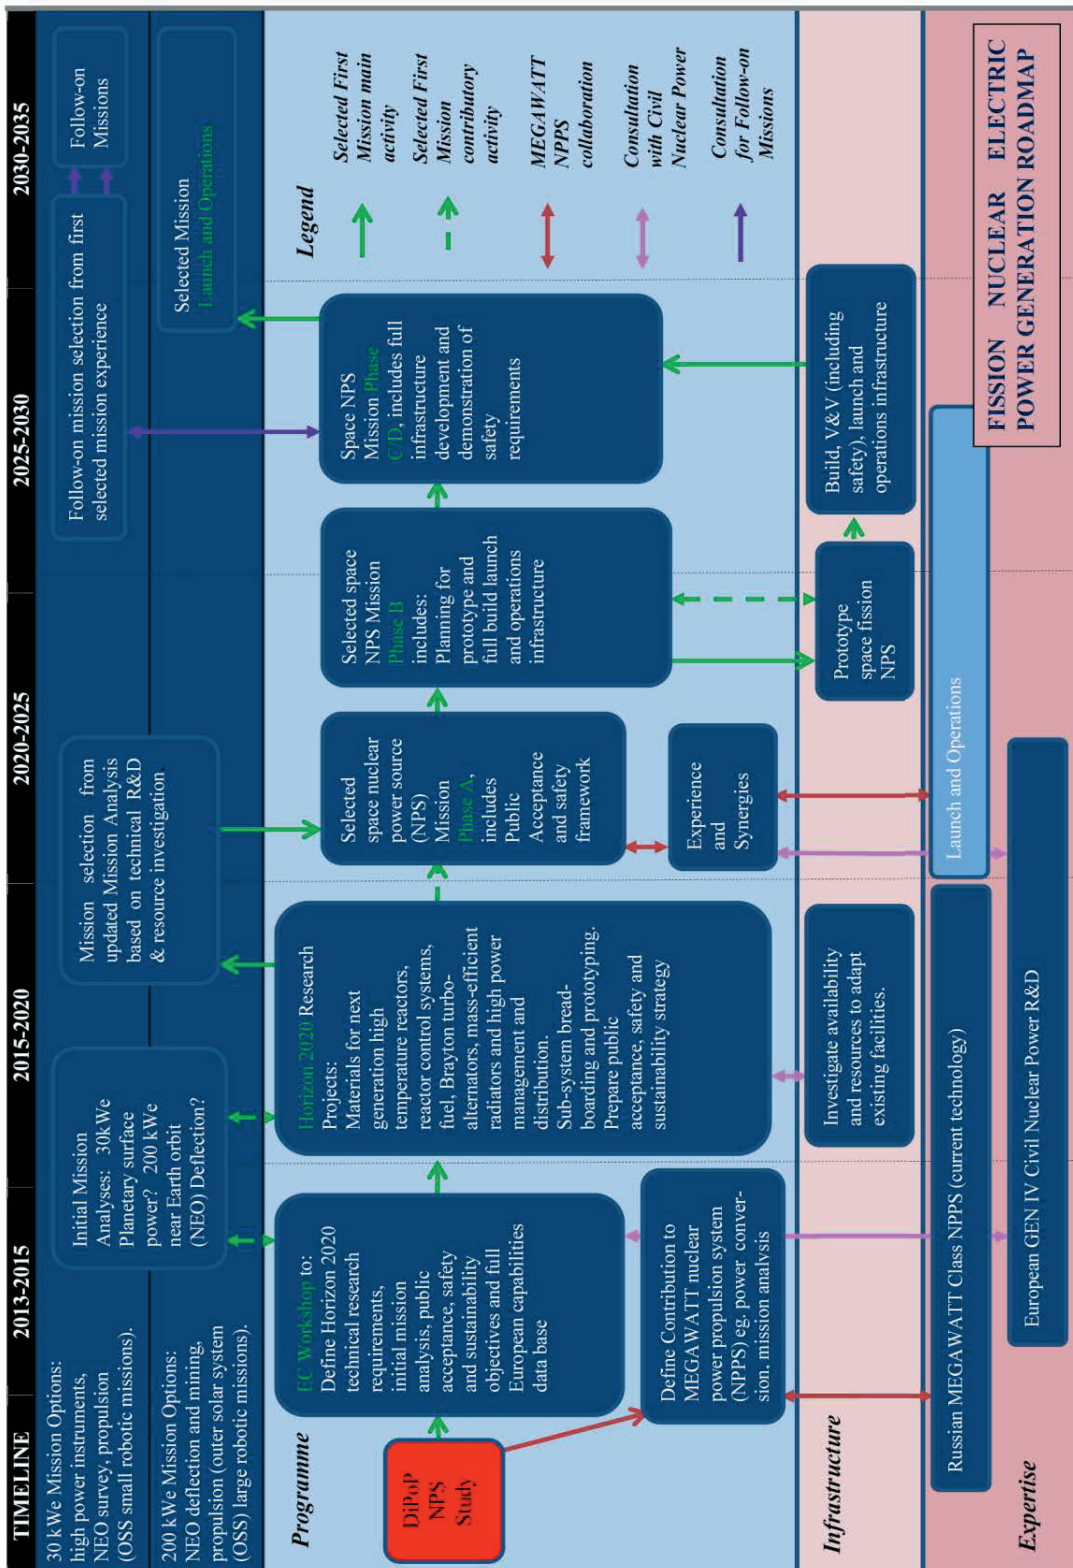 TIMELINE
2013-2015
2015-2020
2020-2025
2025-2030
2030-2035
30 kWe Mission Options:
high power instruments,
NEO survey, propulsion
(OSS small robotic missions).
200 kWe Mission Options:
NEO deflection and mining,
propulsion (outer solar system
(OSS) large robotic missions).
Initial Mission
Analyses: 30kWe
Planetary surface
power? 200 kWe
near Earth orbit
(NEO) Deflection?
Mission selection from
updated Mission Analysis
based on technical R&D
& resource investigation.
Follow-on mission selection from first
selected mission experience
Follow-on
Missions
Selected Mission
Launch and Operations
Programme
DiPoP
NPS
Study
EC Workshop to:
Define Horizon 2020
technical research
requirements,
initial mission
analysis, public
acceptance, safety
and sustainability
objectives and full
European capabilities
data base
Define Contribution to
MEGAWATT nuclear
power propulsion system
(NPPS) eg. power conver-
sion, mission analysis
Horizon 2020 Research
Projects:
Materials for next
generation high
temperature reactors,
reactor control systems,
fuel, Brayton turbo-
alternators, mass-efficient
radiators and high power
management and
distribution.
Sub-system bread-
boarding and prototyping.
Prepare public
acceptance, safety and
sustainability strategy
Selected
space nuclear
power source
(NPS)
Mission
Phase A,
includes
Public
Acceptance
and safety
framework
Experience
and
Synergies
Selected space
NPS Mission
Phase B
includes:
Planning for
prototype and
full build launch
and operations
infrastructure
Space NPS
Mission Phase
C/D, includes full
infrastructure
development and
demonstration of
safety
requirements
Legend
Selected First
Mission main
activity
Selected First
Mission
contributory
activity
MEGAWATT
NPPS
collaboration
Consultation
with Civil
Nuclear Power
Consultation
for Follow-on
Missions
Infrastructure
Investigate availability
and resources to adapt
existing facilities.
Prototype
space fission
NPS
Build, V&V (including
safety), launch and
operations infrastructure
Expertise
Russian MEGAWATT Class NPPS (current technology)
Launch and Operations
European GEN IV Civil Nuclear Power R&D
FISSION NUCLEAR ELECTRIC
POWER GENERATION ROADMAP